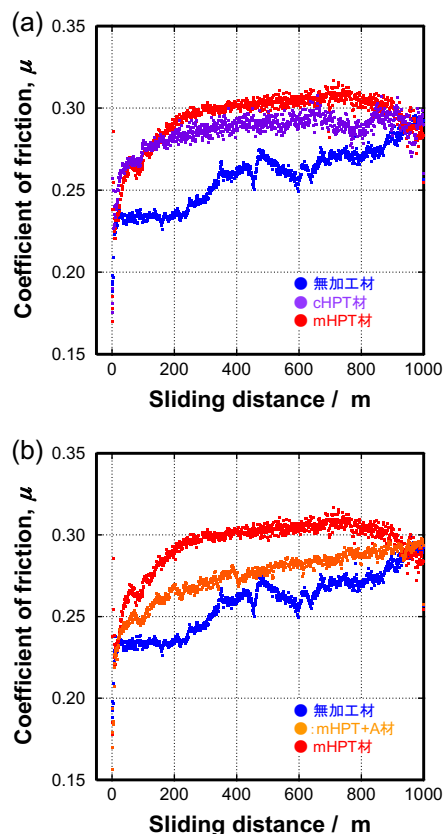 (a)
0.35
0.30
0.25
0.20
0.15
Coefficient of friction, μ
無加工材
cHPT材
mHPT材
0 200 400 600 800 1000
Sliding distance / m
(b)
0.35
0.30
0.25
0.20
0.15
Coefficient of friction, μ
無加工材
:mHPT+A材
mHPT材
0 200 400 600 800 1000
Sliding distance / m